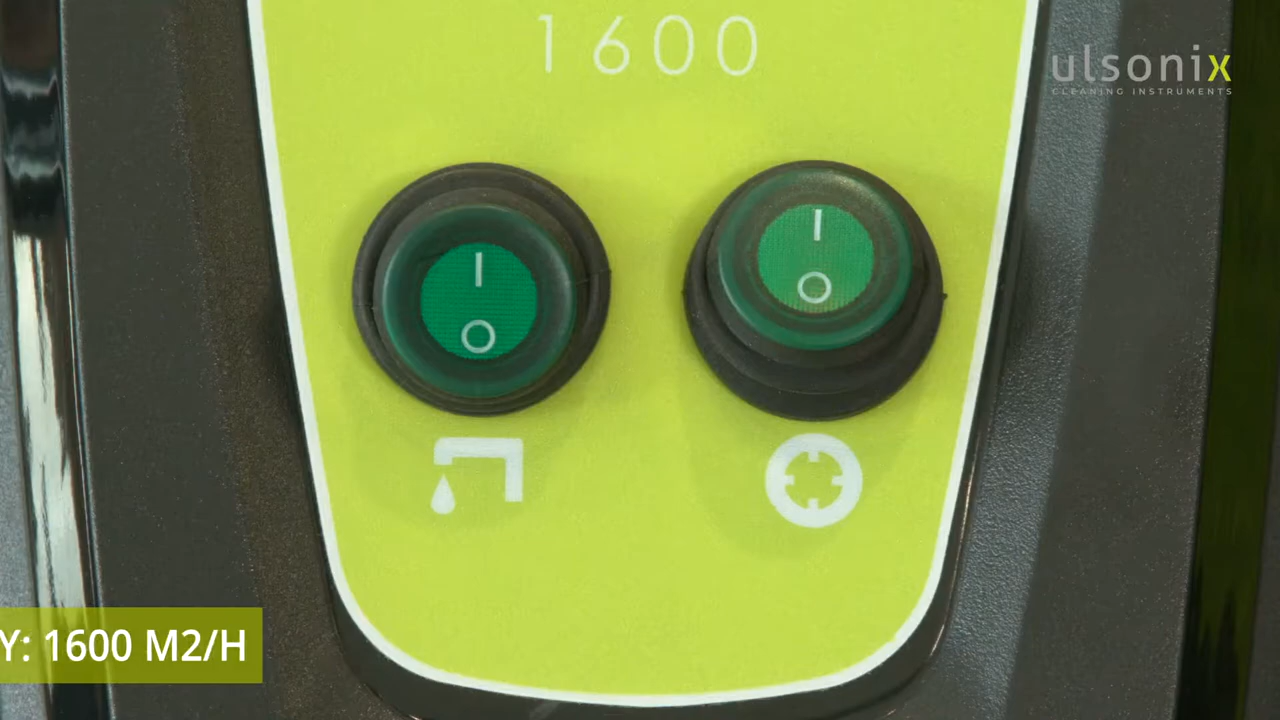 1600
ulsonix
CLEANING INSTRUMENTS
I
O
I
O
Y: 1600 M2/H